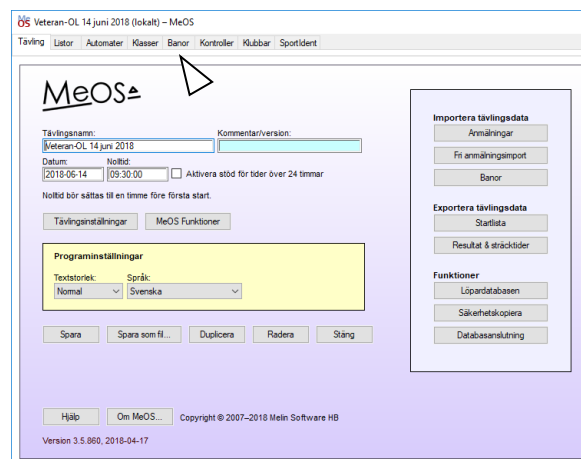 MeOS Veteran-OL 14 juni 2018 (lokalt) – MeOS
Tävling Listor Automater Klasser Banor Kontroller Klubbar SportIdent
MeOS
Tävlingsnamn: Kommentar/version:
Veteran-OL 14 juni 2018
Datum: Nolltid:
2018-06-14 09:30:00 Aktivera stöd för tider över 24 timmar
Nolltid bör sättas till en timme före första start.
Tävlingsinställningar MeOS Funktioner
Programinställningar
Textstorlek: Språk:
Normal Svenska
Spara Spara som fil... Duplicera Radera Stäng
Hjälp Om MeOS... Copyright © 2007–2018 Melin Software HB
Version 3.5.860, 2018-04-17
Importera tävlingsdata
Anmälningar
Fri anmälningsimport
Banor
Exportera tävlingsdata
Startlista
Resultat & sträcktider
Funktioner
Löpardatabasen
Säkerhetskopiera
Databasanslutning